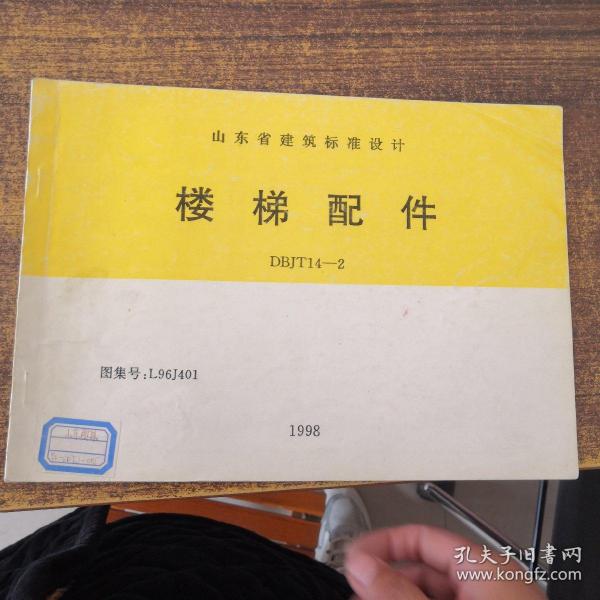 山东省建筑标准设计
楼梯配件
DBJT14—2
图集号:L96J401
1998
孔夫子旧書网
www.kongfz.com